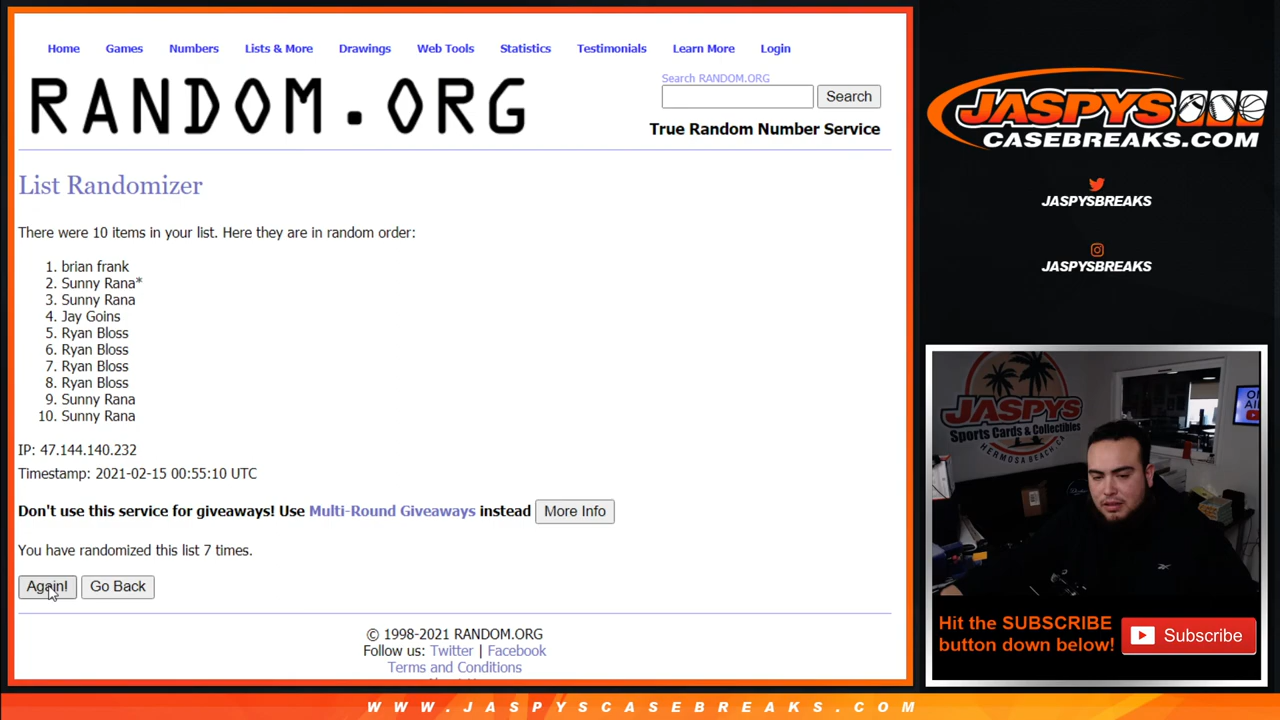 Home Games Numbers Lists & More Drawings Web Tools Statistics Testimonials Learn More Login
RANDOM.ORG
Search RANDOM.ORG
Search
True Random Number Service
List Randomizer
There were 10 items in your list. Here they are in random order:
1. brian frank
2. Sunny Rana*
3. Sunny Rana
4. Jay Goins
5. Ryan Bloss
6. Ryan Bloss
7. Ryan Bloss
8. Ryan Bloss
9. Sunny Rana
10. Sunny Rana
IP: 47.144.140.232
Timestamp: 2021-02-15 00:55:10 UTC
Don't use this service for giveaways! Use Multi-Round Giveaways instead More Info
You have randomized this list 7 times.
Again! Go Back
© 1998-2021 RANDOM.ORG
Follow us: Twitter | Facebook
Terms and Conditions
JASPYS
CASEBREAKS.COM
JASPYSBREAKS
JASPYSBREAKS
JASPYS
Sports Cards & Collectibles
HERMOSA BEACH, CA
Hit the SUBSCRIBE
button down below!
Subscribe
WWW.JASPYSCASEBREAKS.COM